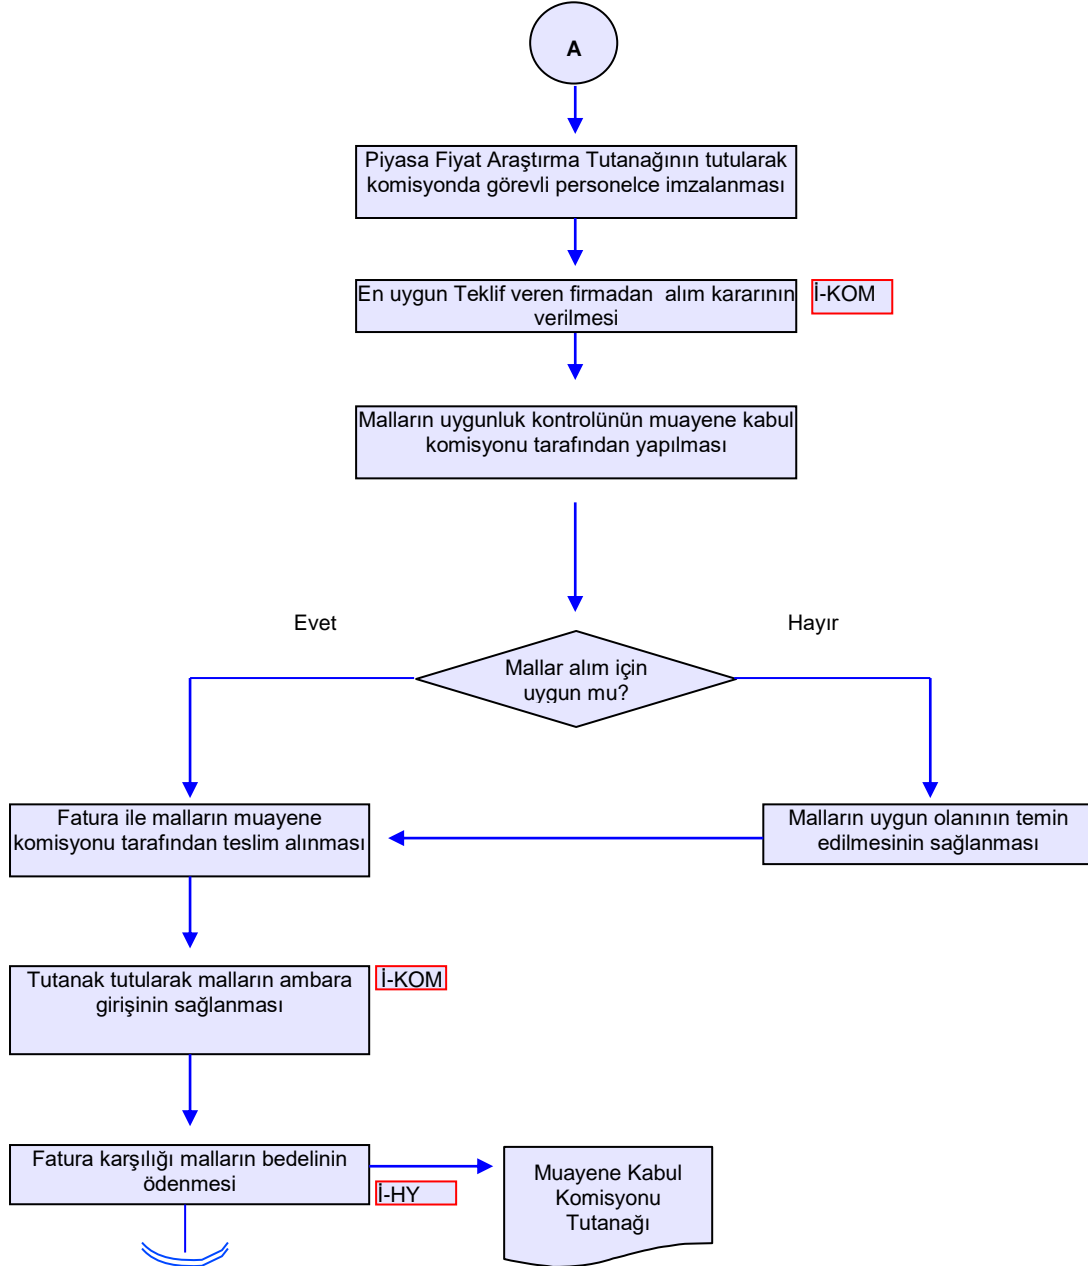 A
Piyasa Fiyat Araştırma Tutanağının tutularak
komisyonda görevli personelce imzalanması
En uygun Teklif veren firmadan  alım kararının
verilmesi
İ-KOM
Malların uygunluk kontrolünün muayene kabul
komisyonu tarafından yapılması
Evet
Hayır
Mallar alım için
uygun mu?
Fatura ile malların muayene
komisyonu tarafından teslim alınması
Malların uygun olanının temin
edilmesinin sağlanması
Tutanak tutularak malların ambara
girişinin sağlanması
İ-KOM
Fatura karşılığı malların bedelinin
ödenmesi
İ-HY
Muayene Kabul
Komisyonu
Tutanağı